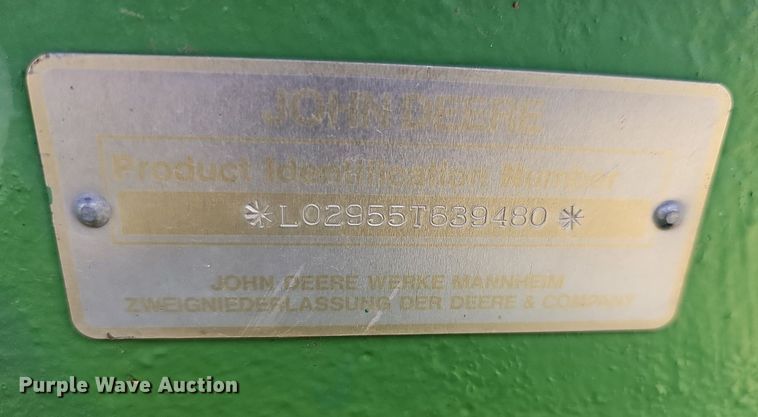 JOHN DEERE
Product Identification Number
*L02955T639480*
JOHN DEERE WERKE MANNHEIM
ZWEIGNIEDERLASSUNG DER DEERE & COMPANY
Purple Wave Auction